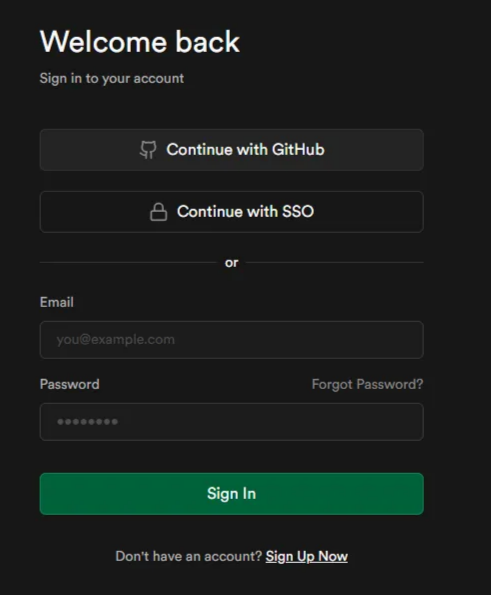 Welcome back
Sign in to your account
Continue with GitHub
Continue with SSO
or
Email
you@example.com
Password Forgot Password?
••••••••
Sign In
Don't have an account? Sign Up Now